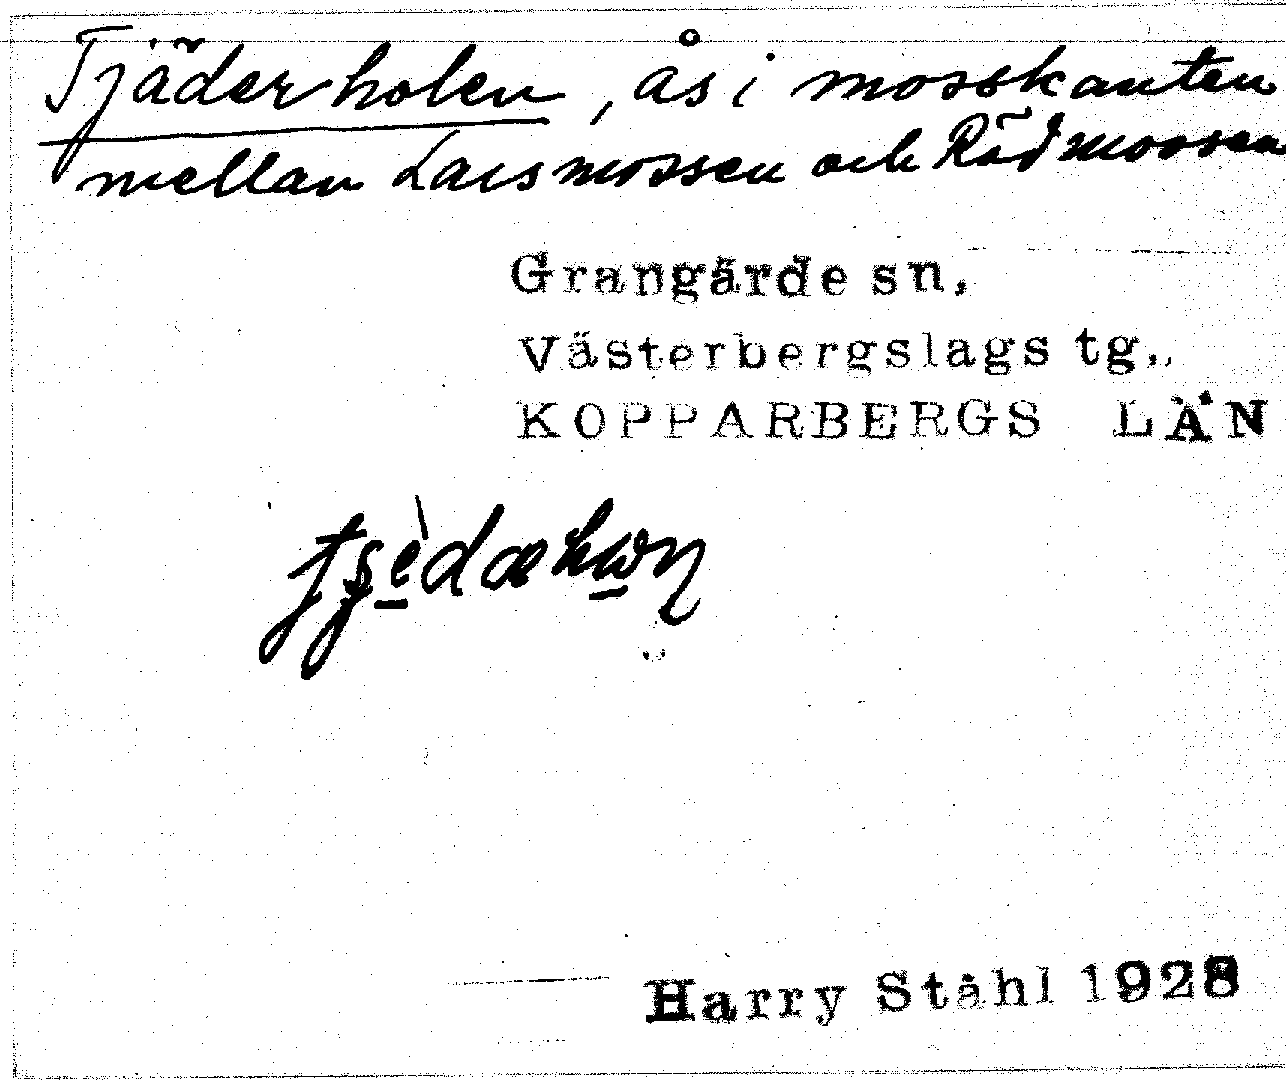 Tjäderholen, ås i mosskanten
mellan Larsmossen och Rödmossen
Grangärde sn,
Västerbergslags tg.,
KOPPARBERGS LÄN
Harry Ståhl 1928